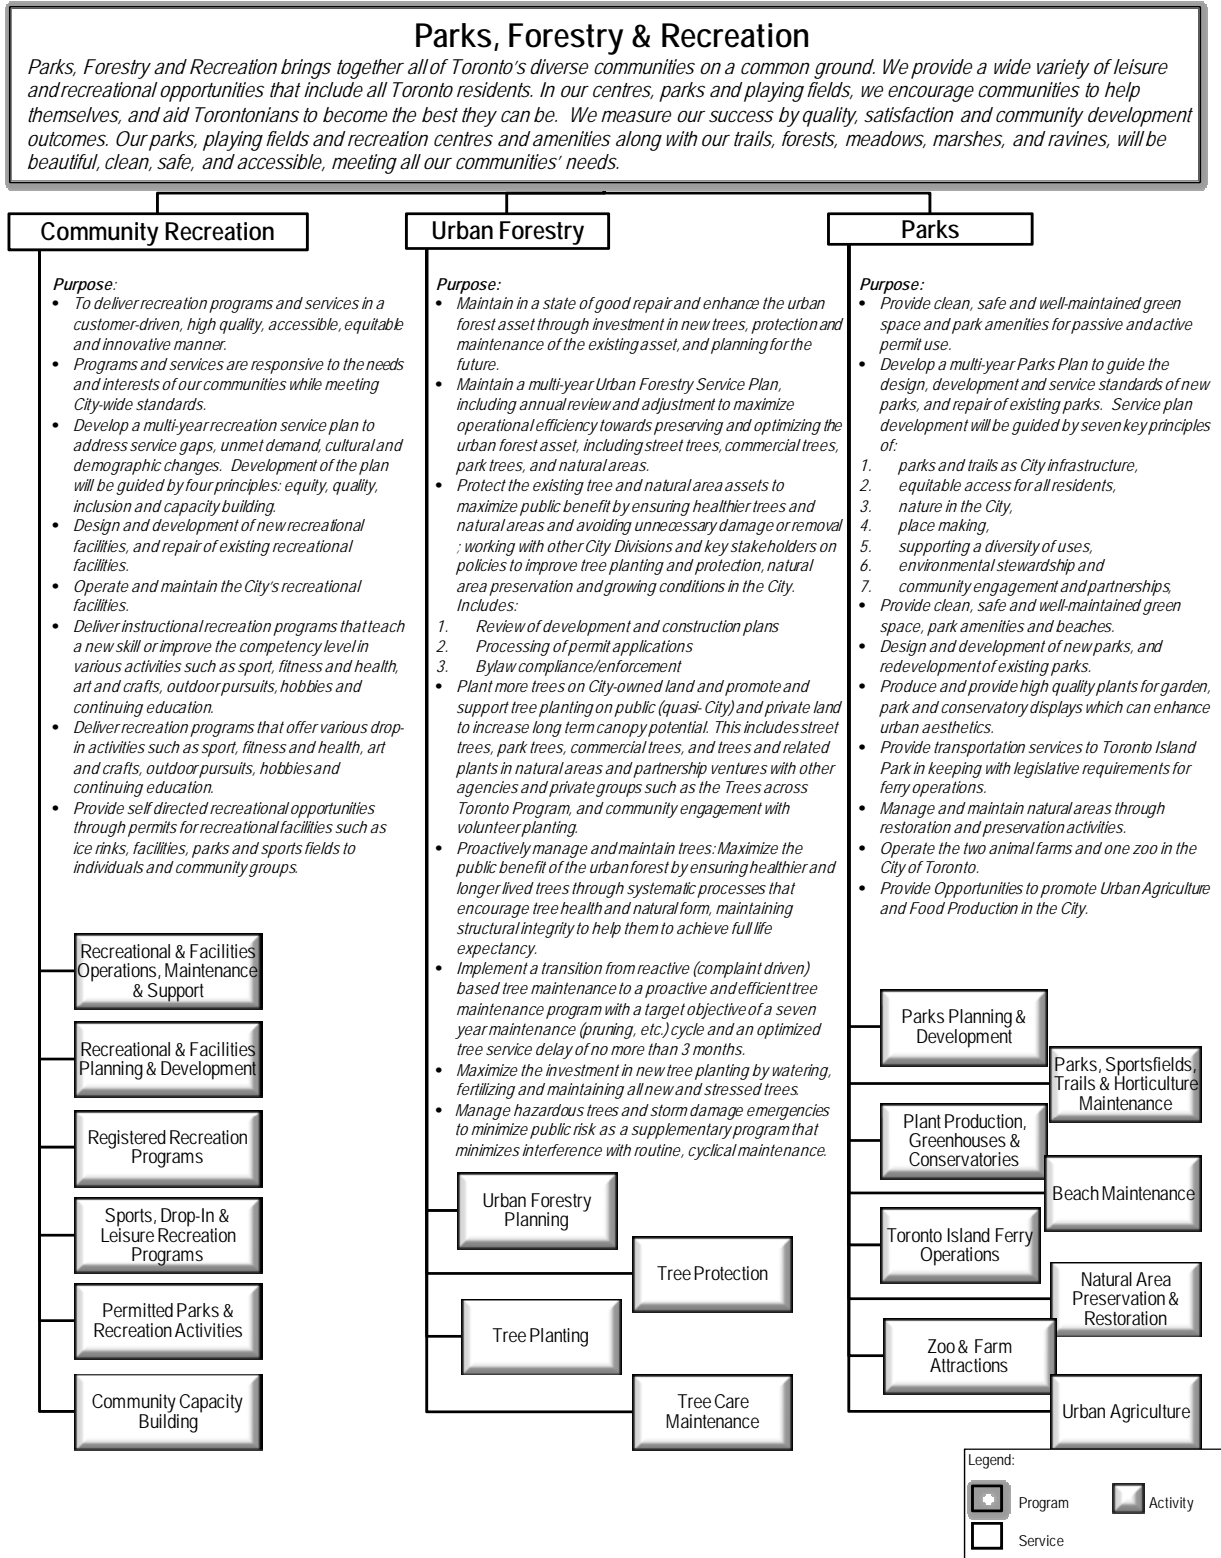 Parks, Forestry & Recreation
Parks, Forestry and Recreation brings together all of Toronto's diverse communities on a common ground. We provide a wide variety of leisure
and recreational opportunities that include all Toronto residents. In our centres, parks and playing fields, we encourage communities to help
themselves, and aid Torontonians to become the best they can be.  We measure our success by quality, satisfaction and community development
outcomes. Our parks, playing fields and recreation centres and amenities along with our trails, forests, meadows, marshes, and ravines, will be
beautiful, clean, safe, and accessible, meeting all our communities' needs.
Community Recreation
Purpose:
• To deliver recreation programs and services in a
customer-driven, high quality, accessible, equitable
and innovative manner.
• Programs and services are responsive to the needs
and interests of our communities while meeting
City-wide standards.
• Develop a multi-year recreation service plan to
address service gaps, unmet demand, cultural and
demographic changes.  Development of the plan
will be guided by four principles: equity, quality,
inclusion and capacity building.
• Design and development of new recreational
facilities, and repair of existing recreational
facilities.
• Operate and maintain the City's recreational
facilities.
• Deliver instructional recreation programs that teach
a new skill or improve the competency level in
various activities such as sport, fitness and health,
art and crafts, outdoor pursuits, hobbies and
continuing education.
• Deliver recreation programs that offer various drop-
in activities such as sport, fitness and health, art
and crafts, outdoor pursuits, hobbies and
continuing education.
• Provide self directed recreational opportunities
through permits for recreational facilities such as
ice rinks, facilities, parks and sports fields to
individuals and community groups.
Recreational & Facilities
Operations, Maintenance
& Support
Recreational & Facilities
Planning & Development
Registered Recreation
Programs
Sports, Drop-In &
Leisure Recreation
Programs
Permitted Parks &
Recreation Activities
Community Capacity
Building
Urban Forestry
Purpose:
• Maintain in a state of good repair and enhance the urban
forest asset through investment in new trees, protection and
maintenance of the existing asset, and planning for the
future.
• Maintain a multi-year Urban Forestry Service Plan,
including annual review and adjustment to maximize
operational efficiency towards preserving and optimizing the
urban forest asset, including street trees, commercial trees,
park trees, and natural areas.
• Protect the existing tree and natural area assets to
maximize public benefit by ensuring healthier trees and
natural areas and avoiding unnecessary damage or removal
; working with other City Divisions and key stakeholders on
policies to improve tree planting and protection, natural
area preservation and growing conditions in the City.
Includes:
1. Review of development and construction plans
2. Processing of permit applications
3. Bylaw compliance/enforcement
• Plant more trees on City-owned land and promote and
support tree planting on public (quasi- City) and private land
to increase long term canopy potential. This includes street
trees, park trees, commercial trees, and trees and related
plants in natural areas and partnership ventures with other
agencies and private groups such as the Trees across
Toronto Program, and community engagement with
volunteer planting.
• Proactively manage and maintain trees: Maximize the
public benefit of the urban forest by ensuring healthier and
longer lived trees through systematic processes that
encourage tree health and natural form, maintaining
structural integrity to help them to achieve full life
expectancy.
• Implement a transition from reactive (complaint driven)
based tree maintenance to a proactive and efficient tree
maintenance program with a target objective of a seven
year maintenance (pruning, etc.) cycle and an optimized
tree service delay of no more than 3 months.
• Maximize the investment in new tree planting by watering,
fertilizing and maintaining all new and stressed trees.
• Manage hazardous trees and storm damage emergencies
to minimize public risk as a supplementary program that
minimizes interference with routine, cyclical maintenance.
Urban Forestry
Planning
Tree Protection
Tree Planting
Tree Care
Maintenance
Parks
Purpose:
• Provide clean, safe and well-maintained green
space and park amenities for passive and active
permit use.
• Develop a multi-year Parks Plan to guide the
design, development and service standards of new
parks, and repair of existing parks.  Service plan
development will be guided by seven key principles
of:
1. parks and trails as City infrastructure,
2. equitable access for all residents,
3. nature in the City,
4. place making,
5. supporting a diversity of uses,
6. environmental stewardship and
7. community engagement and partnerships,
• Provide clean, safe and well-maintained green
space, park amenities and beaches.
• Design and development of new parks, and
redevelopment of existing parks.
• Produce and provide high quality plants for garden,
park and conservatory displays which can enhance
urban aesthetics.
• Provide transportation services to Toronto Island
Park in keeping with legislative requirements for
ferry operations.
• Manage and maintain natural areas through
restoration and preservation activities.
• Operate the two animal farms and one zoo in the
City of Toronto.
• Provide Opportunities to promote Urban Agriculture
and Food Production in the City.
Parks Planning &
Development
Parks, Sportsfields,
Trails & Horticulture
Maintenance
Plant Production,
Greenhouses &
Conservatories
Beach Maintenance
Toronto Island Ferry
Operations
Natural Area
Preservation &
Restoration
Zoo & Farm
Attractions
Urban Agriculture
Legend:
Program
Activity
Service